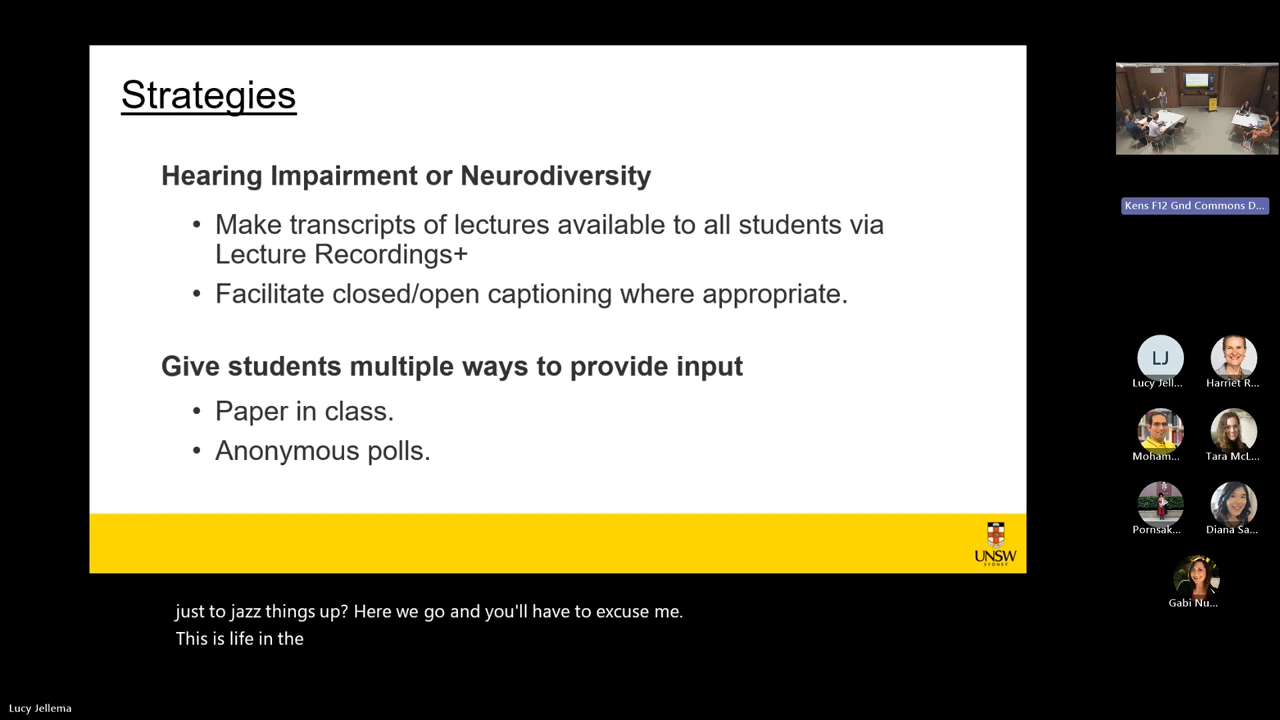 Strategies
Hearing Impairment or Neurodiversity
• Make transcripts of lectures available to all students via
Lecture Recordings+
• Facilitate closed/open captioning where appropriate.
Give students multiple ways to provide input
• Paper in class.
• Anonymous polls.
UNSW
SYDNEY
just to jazz things up? Here we go and you'll have to excuse me.
This is life in the
Lucy Jellema
Kens F12 Gnd Commons D...
LJ
Lucy Jell...
Harriet R...
Moham...
Tara McL...
Pornsak...
Diana Sa...
Gabi Nu...